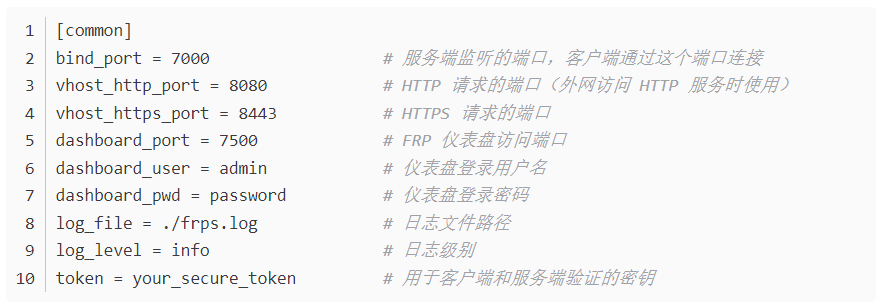 1 [common]
2 bind_port = 7000 # 服务端监听的端口，客户端通过这个端口连接
3 vhost_http_port = 8080 # HTTP 请求的端口（外网访问 HTTP 服务时使用）
4 vhost_https_port = 8443 # HTTPS 请求的端口
5 dashboard_port = 7500 # FRP 仪表盘访问端口
6 dashboard_user = admin # 仪表盘登录用户名
7 dashboard_pwd = password # 仪表盘登录密码
8 log_file = ./frps.log # 日志文件路径
9 log_level = info # 日志级别
10 token = your_secure_token # 用于客户端和服务端验证的密钥